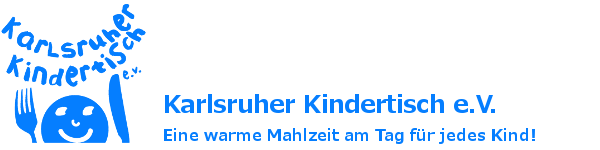 Karlsruher
Kindertisch
e.V.
Karlsruher Kindertisch e.V.
Eine warme Mahlzeit am Tag für jedes Kind!